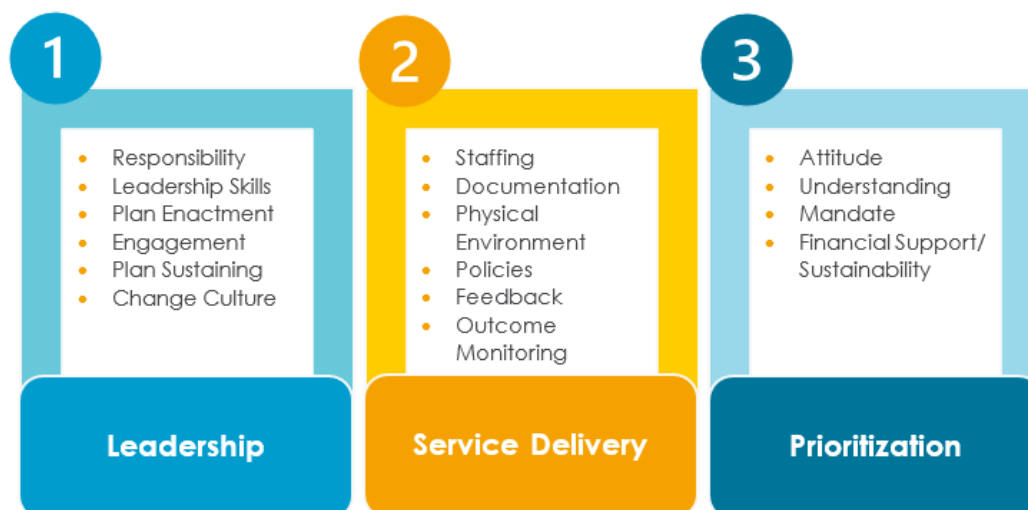 1
• Responsibility
• Leadership Skills
• Plan Enactment
• Engagement
• Plan Sustaining
• Change Culture
Leadership
2
• Staffing
• Documentation
• Physical
Environment
• Policies
• Feedback
• Outcome
Monitoring
Service Delivery
3
• Attitude
• Understanding
• Mandate
• Financial Support/
Sustainability
Prioritization